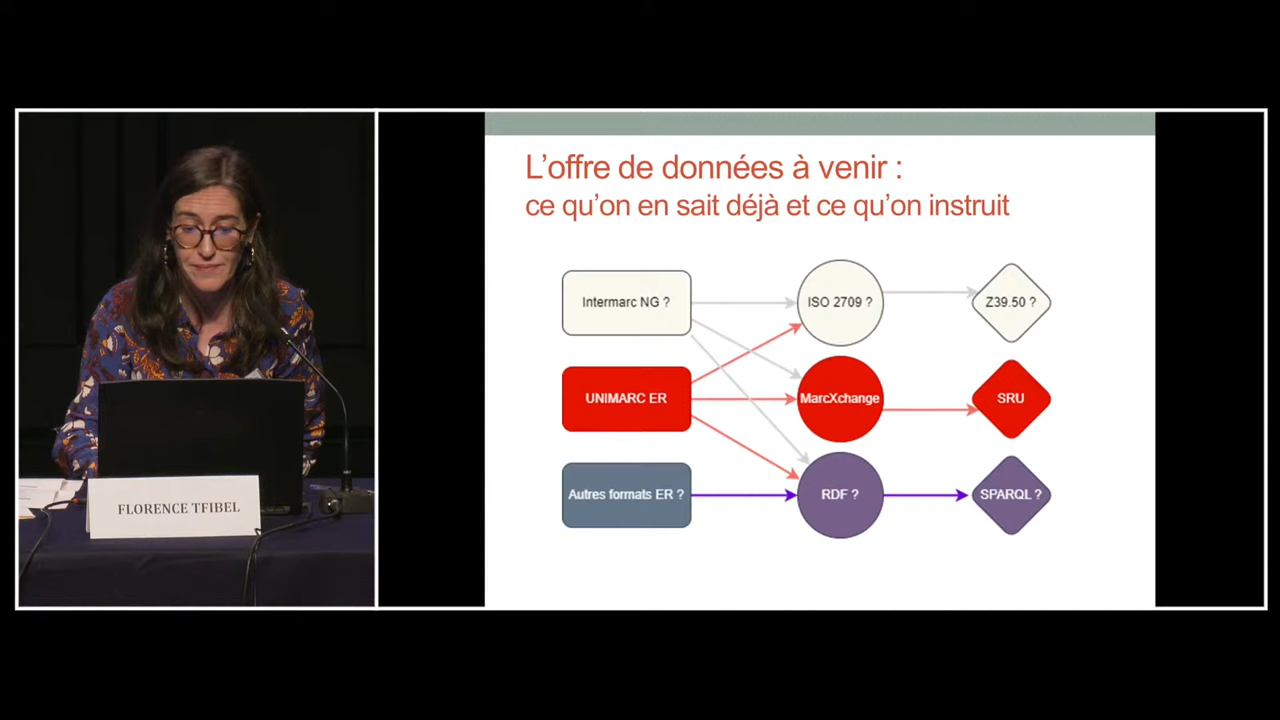 FLORENCE TFIBEL
L'offre de données à venir :
ce qu'on en sait déjà et ce qu'on instruit
Intermarc NG ?
ISO 2709 ?
Z39.50 ?
UNIMARC ER
MarcXchange
SRU
Autres formats ER ?
RDF ?
SPARQL ?